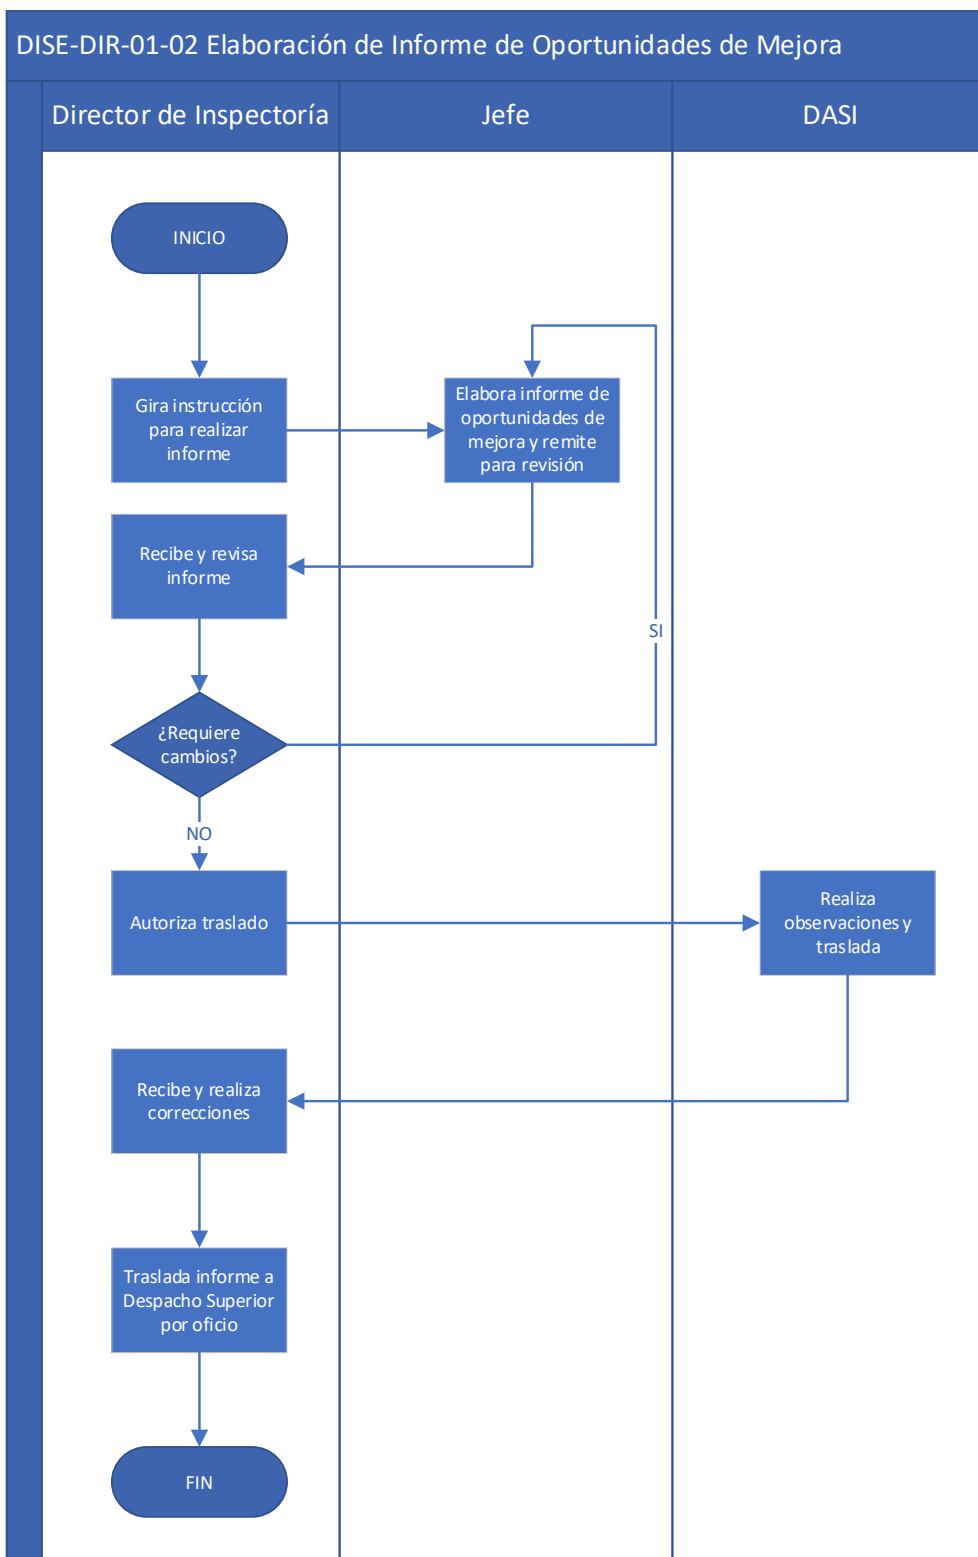 DISE-DIR-01-02 Elaboración de Informe de Oportunidades de Mejora
Director de Inspectoría
Jefe
DASI
INICIO
Gira instrucción
para realizar
informe
Elabora informe de
oportunidades de
mejora y remite
para revisión
Recibe y revisa
informe
SI
¿Requiere
cambios?
NO
Autoriza traslado
Realiza
observaciones y
traslada
Recibe y realiza
correcciones
Traslada informe a
Despacho Superior
por oficio
FIN